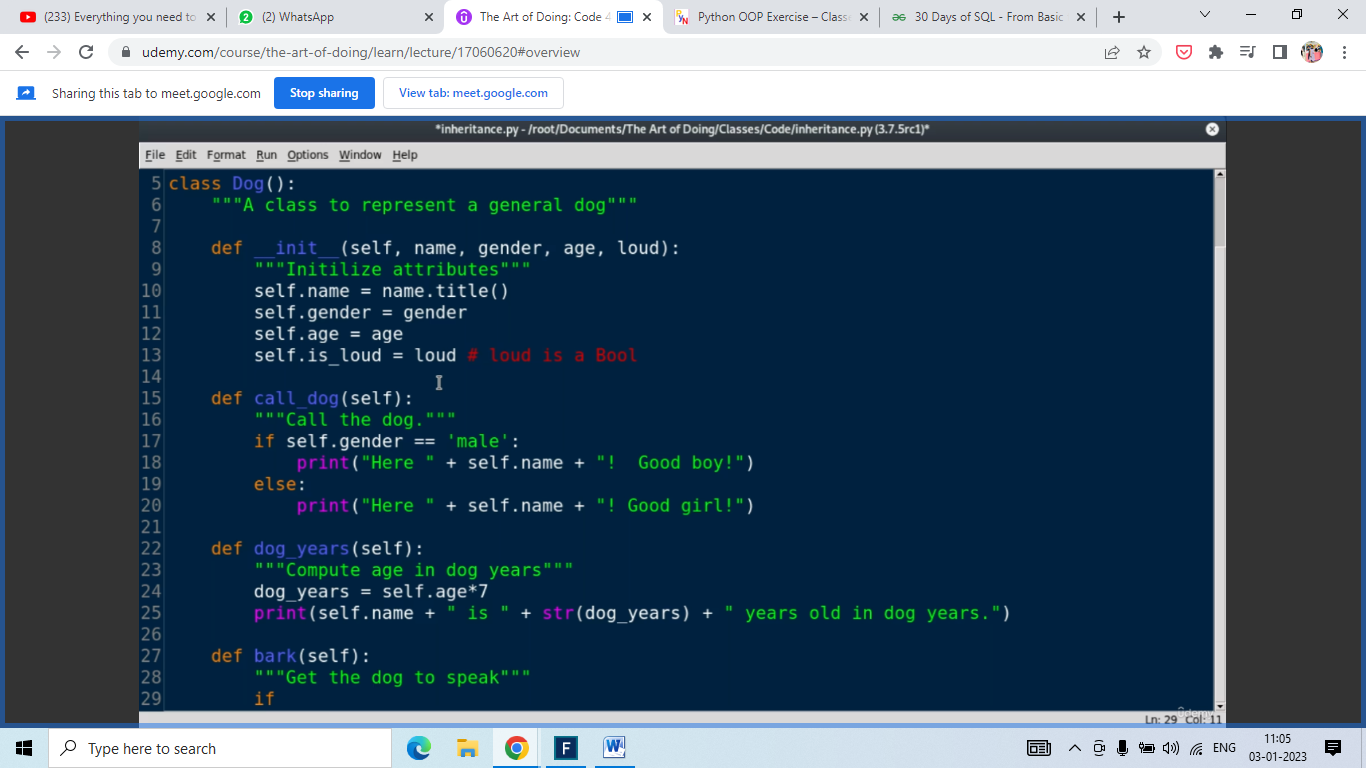 (233) Everything you need to
(2) WhatsApp
The Art of Doing: Code 4
Python OOP Exercise – Classe
30 Days of SQL - From Basic
udemy.com/course/the-art-of-doing/learn/lecture/17060620#overview
Sharing this tab to meet.google.com
Stop sharing
View tab: meet.google.com
*inheritance.py - /root/Documents/The Art of Doing/Classes/Code/inheritance.py (3.7.5rc1)*
File Edit Format Run Options Window Help
5 class Dog():
6     """A class to represent a general dog"""
7
8     def __init__(self, name, gender, age, loud):
9         """Initilize attributes"""
10         self.name = name.title()
11         self.gender = gender
12         self.age = age
13         self.is_loud = loud # loud is a Bool
14
15     def call_dog(self):
16         """Call the dog."""
17         if self.gender == 'male':
18             print("Here " + self.name + "!  Good boy!")
19         else:
20             print("Here " + self.name + "! Good girl!")
21
22     def dog_years(self):
23         """Compute age in dog years"""
24         dog_years = self.age*7
25         print(self.name + " is " + str(dog_years) + " years old in dog years.")
26
27     def bark(self):
28         """Get the dog to speak"""
29         if
Udemy
Ln: 29 Col: 11
Type here to search
ENG
11:05
03-01-2023